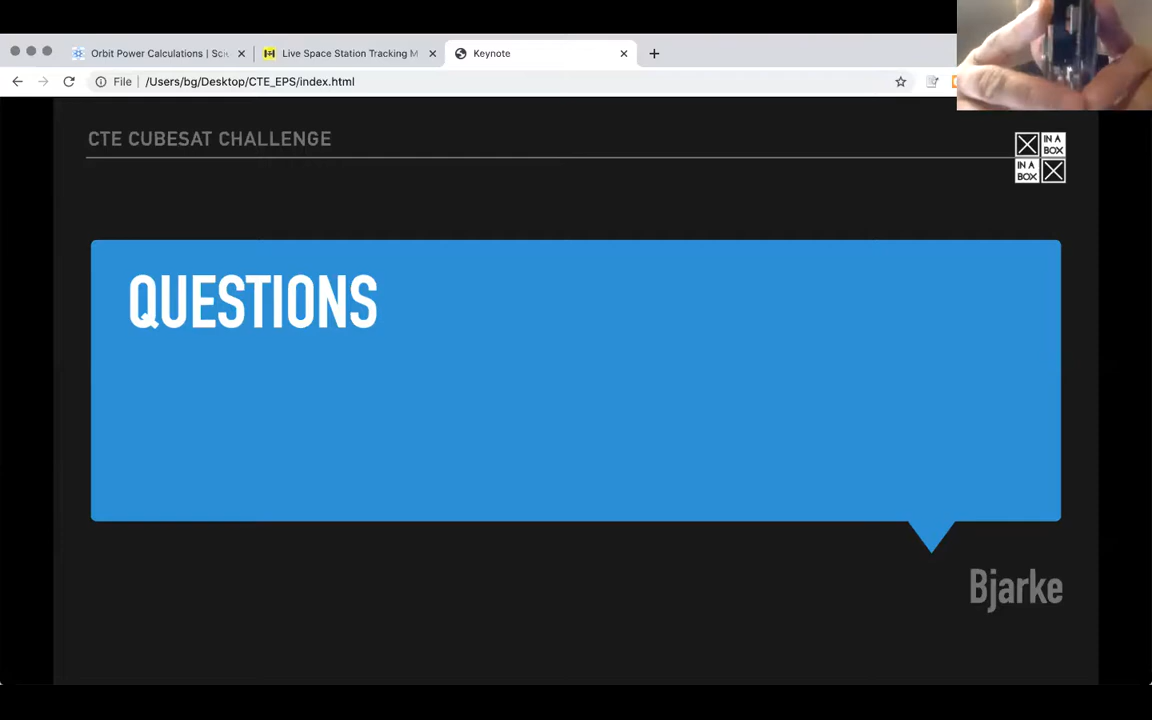 Orbit Power Calculations | Sci
Live Space Station Tracking M
Keynote
File
/Users/bg/Desktop/CTE_EPS/index.html
CTE CUBESAT CHALLENGE
IN A
BOX
IN A
BOX
QUESTIONS
Bjarke